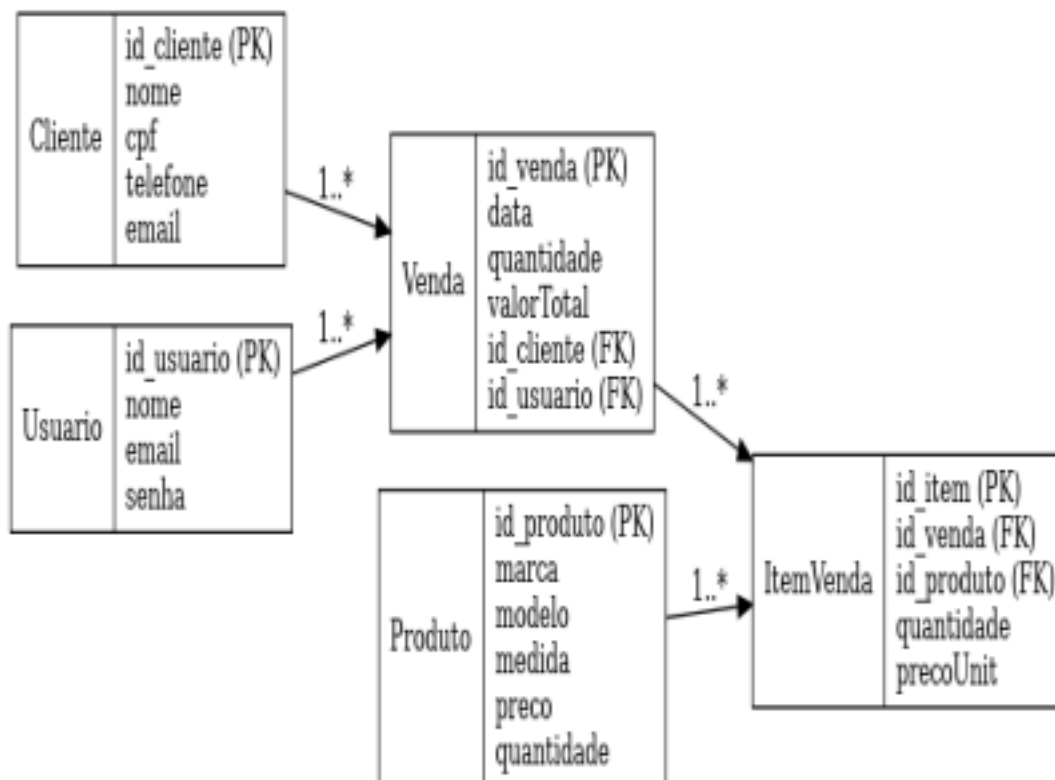 Cliente
id_cliente (PK)
nome
cpf
telefone
email
1..*
Usuario
id_usuario (PK)
nome
email
senha
1..*
Venda
id_venda (PK)
data
quantidade
valorTotal
id_cliente (FK)
id_usuario (FK)
1..*
Produto
id_produto (PK)
marca
modelo
medida
preco
quantidade
1..*
ItemVenda
id_item (PK)
id_venda (FK)
id_produto (FK)
quantidade
precoUnit